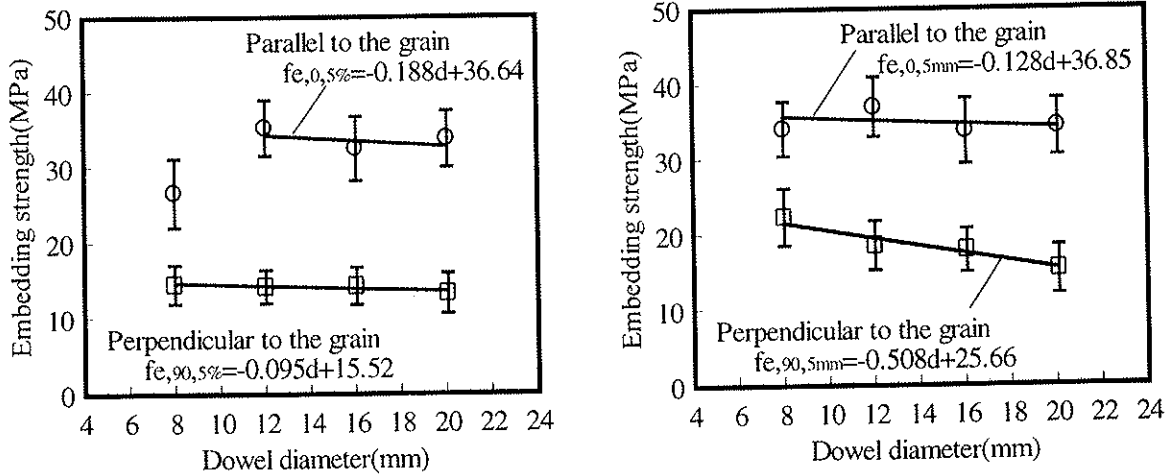 50
40
30
20
10
0
Embedding strength(MPa)
Parallel to the grain
fe,0,5%=-0.188d+36.64
Perpendicular to the grain
fe,90,5%=-0.095d+15.52
4 6 8 10 12 14 16 18 20 22 24
Dowel diameter(mm)
50
40
30
20
10
0
Embedding strength(MPa)
Parallel to the grain
fe,0,5mm=-0.128d+36.85
Perpendicular to the grain
fe,90,5mm=-0.508d+25.66
4 6 8 10 12 14 16 18 20 22 24
Dowel diameter(mm)